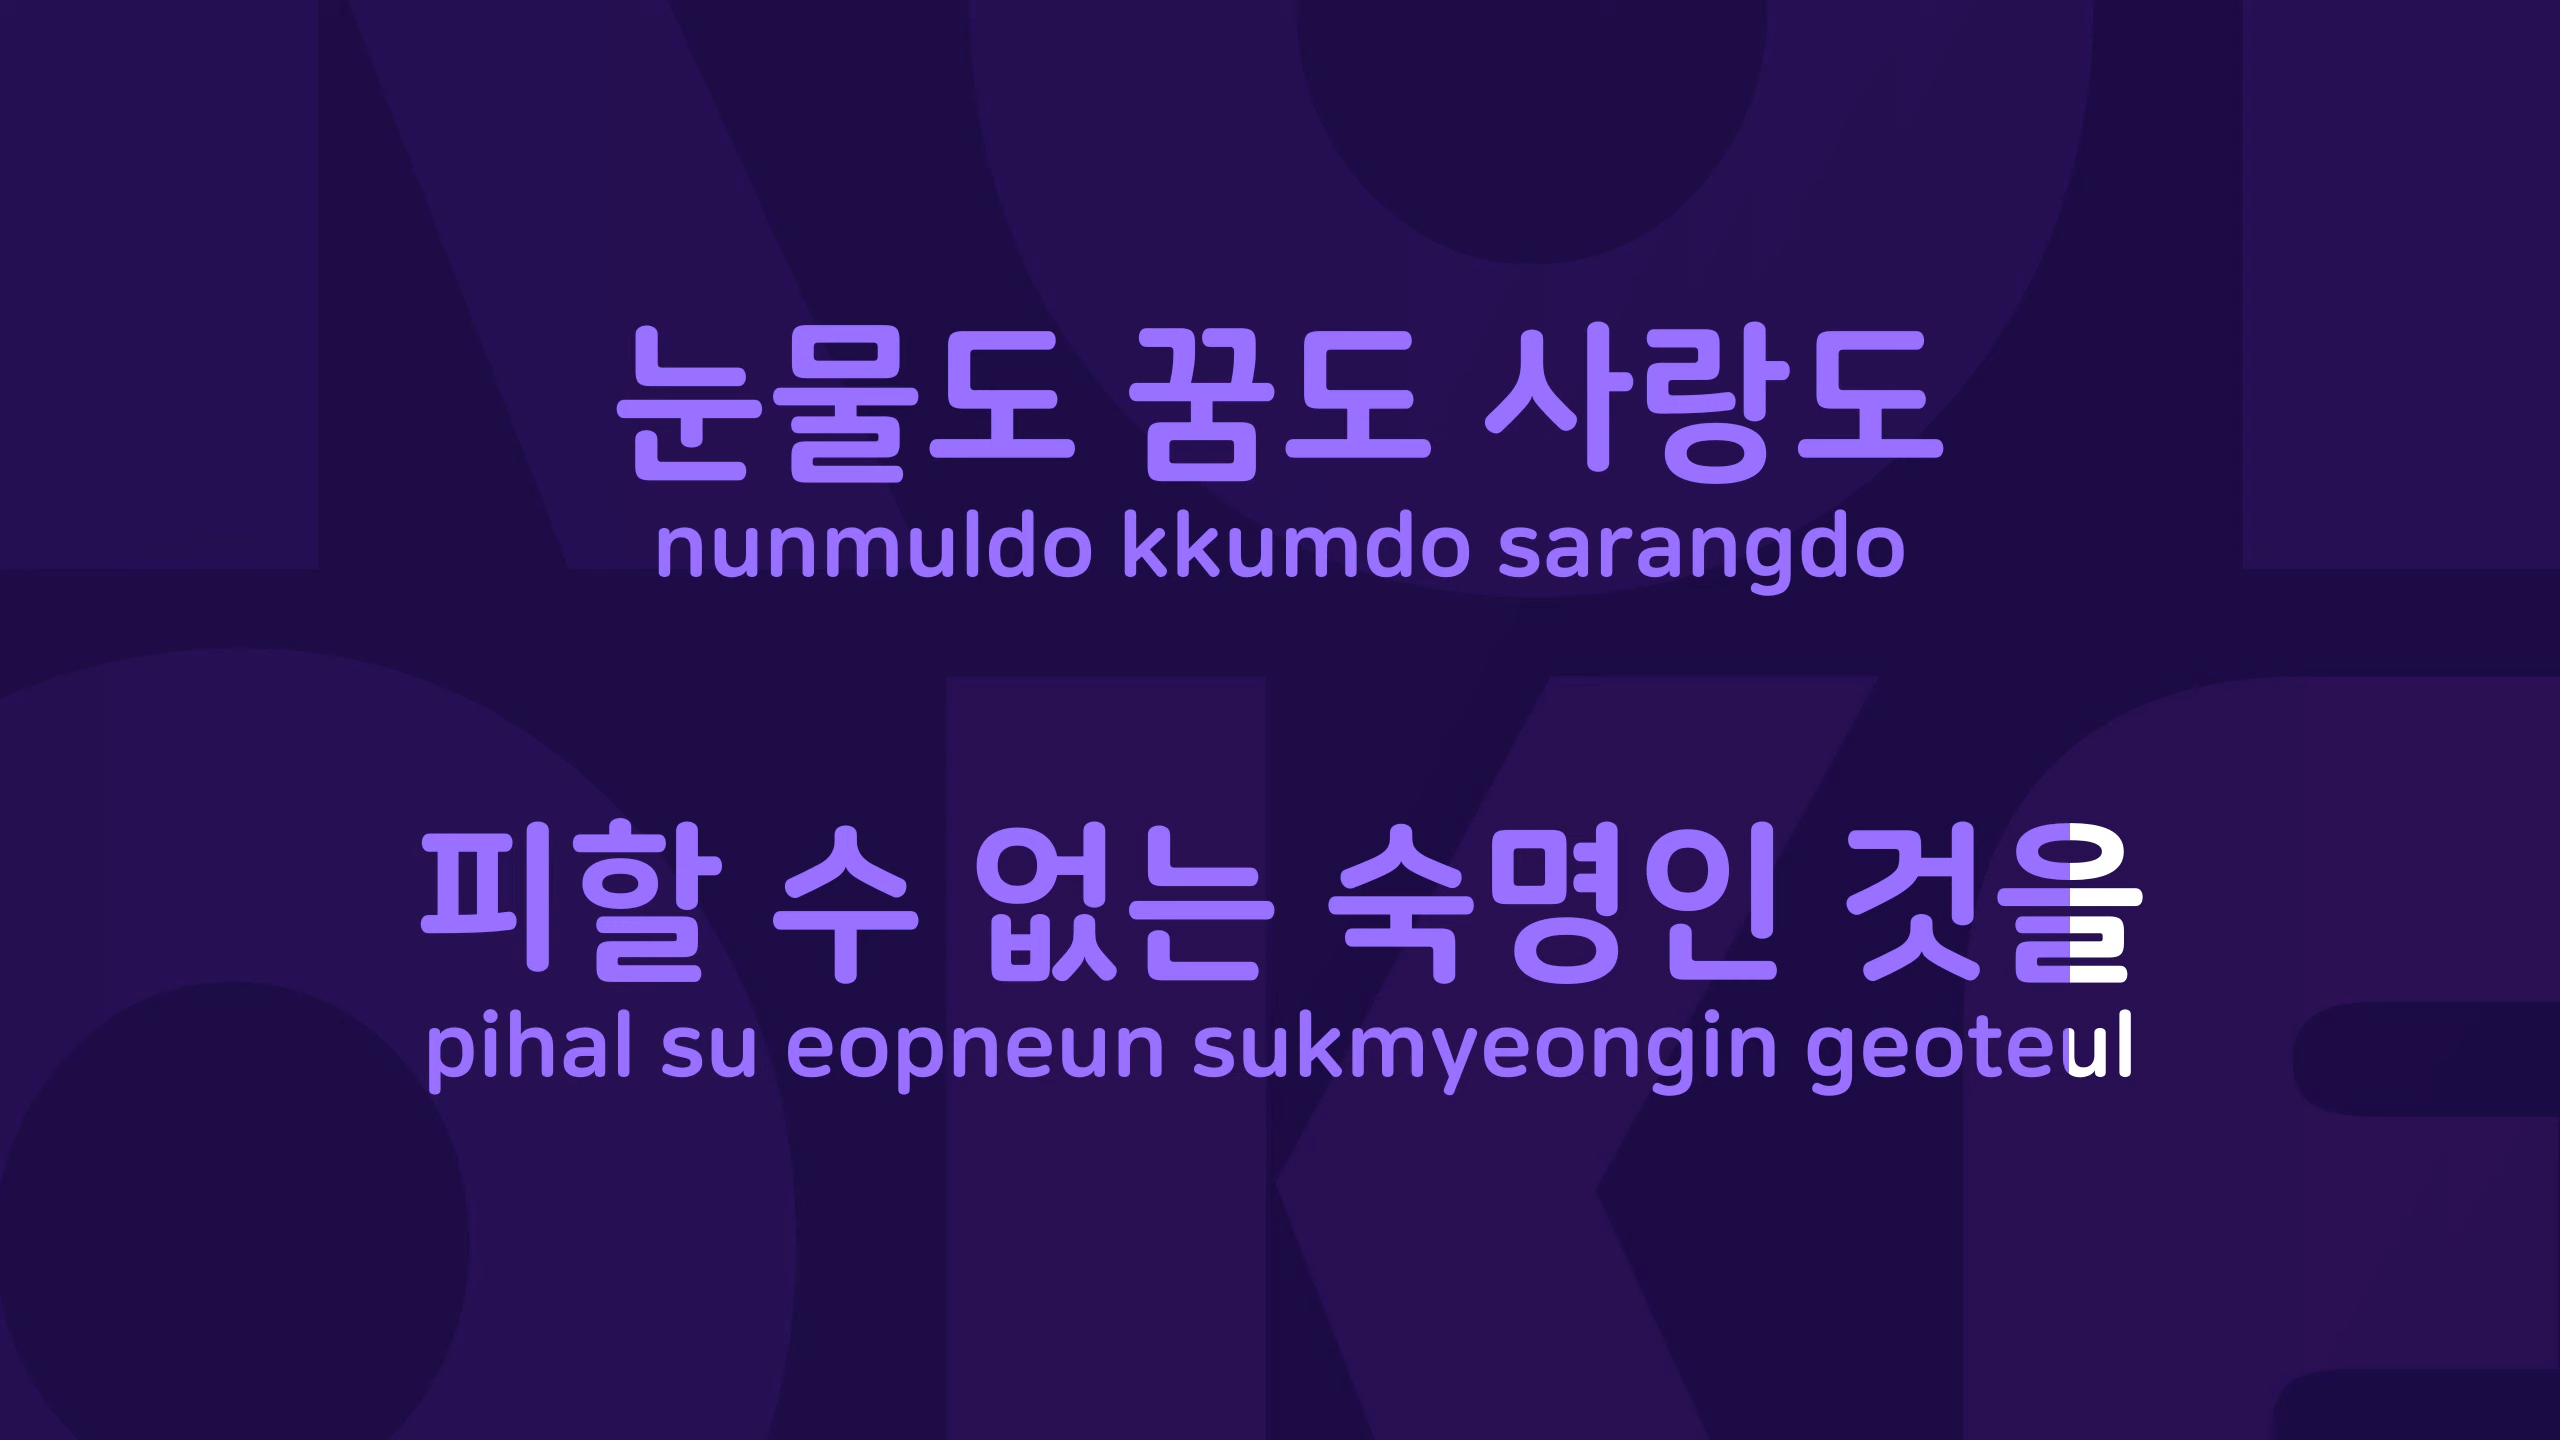 눈물도 꿈도 사랑도
nunmuldo kkumdo sarangdo
피할 수 없는 숙명인 것을
pihal su eopneun sukmyeongin geoteul